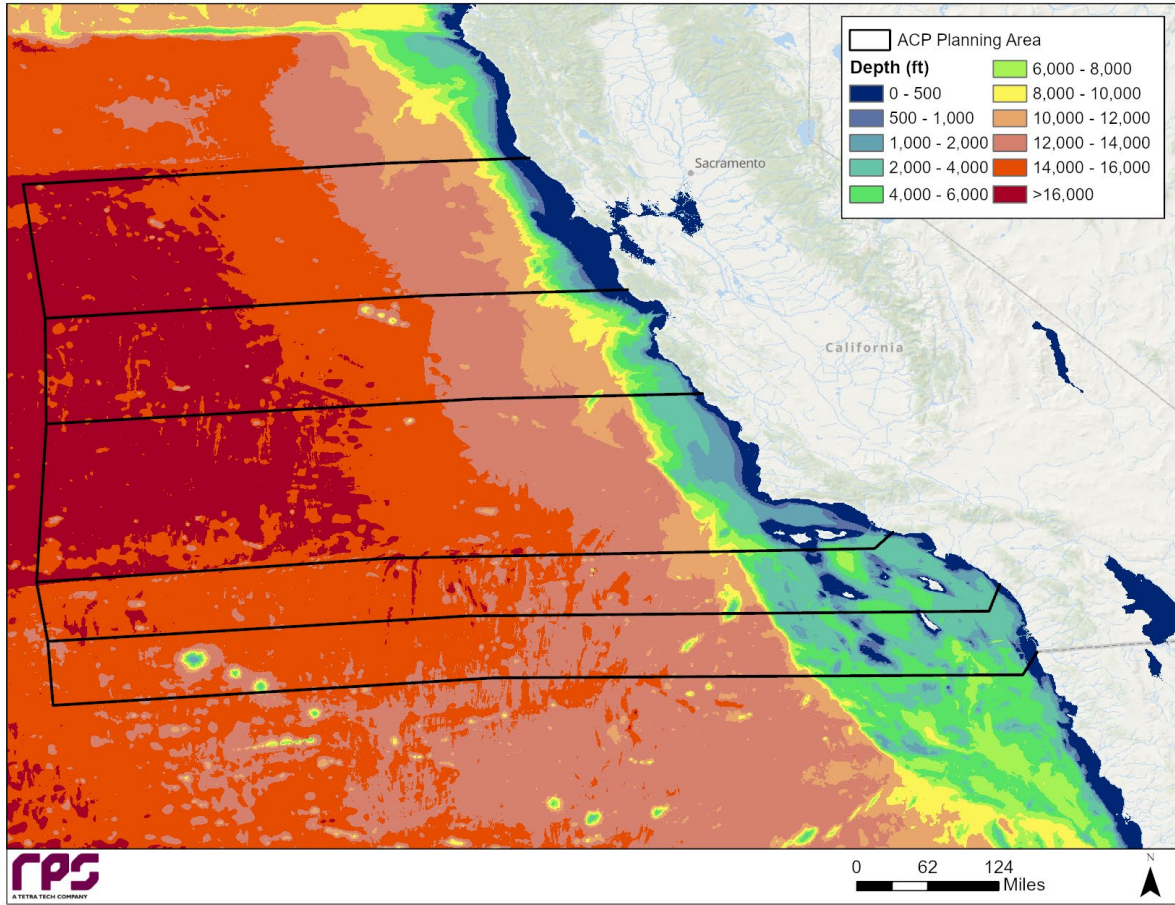 ACP Planning Area
Depth (ft)
0 - 500
500 - 1,000
1,000 - 2,000
2,000 - 4,000
4,000 - 6,000
6,000 - 8,000
8,000 - 10,000
10,000 - 12,000
12,000 - 14,000
14,000 - 16,000
>16,000
Sacramento
California
rps
A TETRA TECH COMPANY
0 62 124
Miles
N